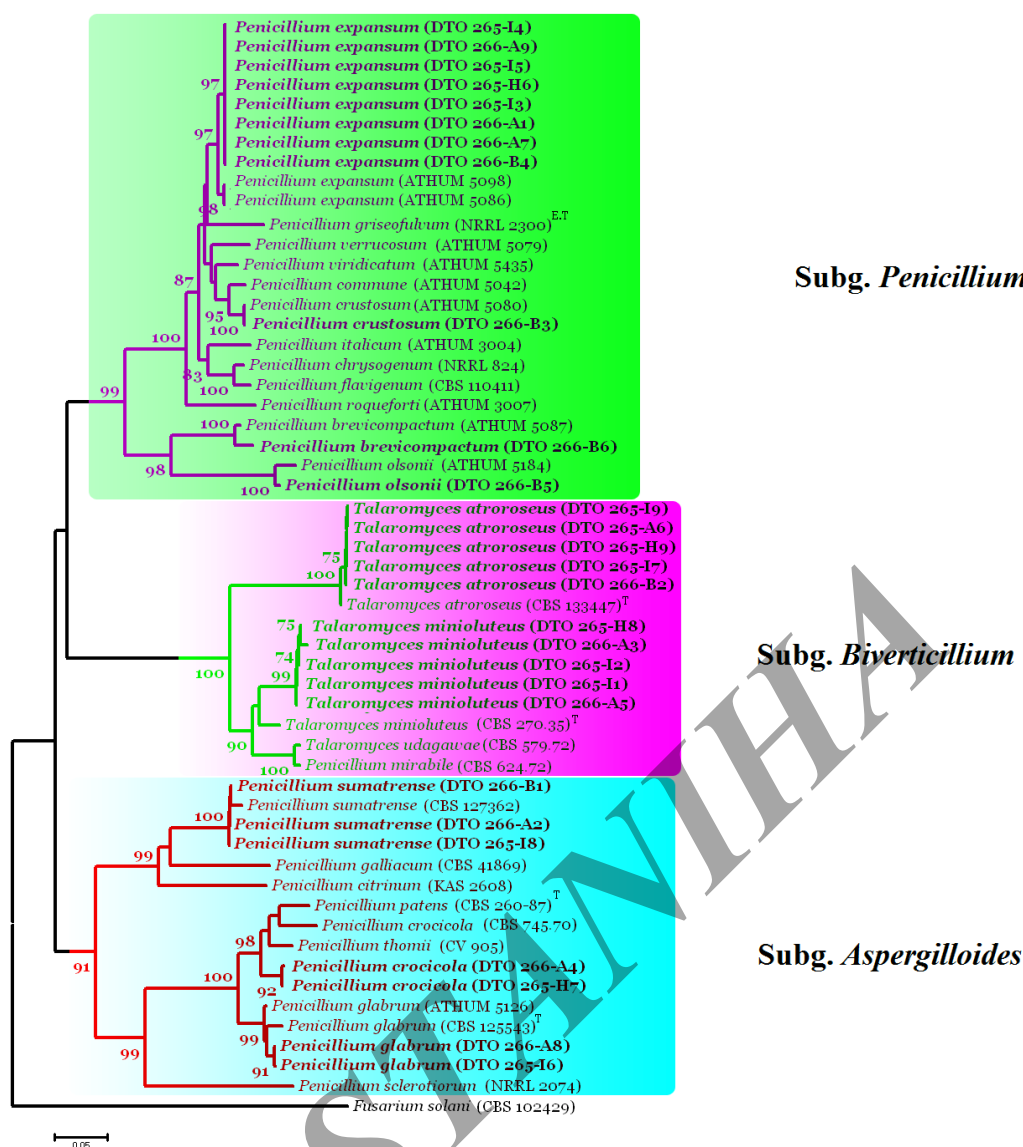 Penicillium expansum (DTO 265-I4)
Penicillium expansum (DTO 266-A9)
Penicillium expansum (DTO 265-I5)
Penicillium expansum (DTO 265-H6)
97
Penicillium expansum (DTO 265-I3)
Penicillium expansum (DTO 266-A1)
97
Penicillium expansum (DTO 266-A7)
Penicillium expansum (DTO 266-B4)
Penicillium expansum (ATHUM 5098)
Penicillium expansum (ATHUM 5086)
98
Penicillium griseofulvum (NRRL 2300)E.T
Penicillium verrucosum (ATHUM 5079)
Penicillium viridicatum (ATHUM 5435)
87
Penicillium commune (ATHUM 5042)
Penicillium crustosum (ATHUM 5080)
95
100
Penicillium crustosum (DTO 266-B3)
100
Penicillium italicum (ATHUM 3004)
Penicillium chrysogenum (NRRL 824)
83
100
Penicillium flavigenum (CBS 110411)
99
Penicillium roqueforti (ATHUM 3007)
100
Penicillium brevicompactum (ATHUM 5087)
Penicillium brevicompactum (DTO 266-B6)
98
Penicillium olsonii (ATHUM 5184)
100
Penicillium olsonii (DTO 266-B5)
Subg. Penicillium
Talaromyces atroroseus (DTO 265-I9)
Talaromyces atroroseus (DTO 265-A6)
Talaromyces atroroseus (DTO 265-H9)
75
Talaromyces atroroseus (DTO 265-I7)
100
Talaromyces atroroseus (DTO 266-B2)
Talaromyces atroroseus (CBS 133447)T
75
Talaromyces minioluteus (DTO 265-H8)
Talaromyces minioluteus (DTO 266-A3)
74
Talaromyces minioluteus (DTO 265-I2)
100
99
Talaromyces minioluteus (DTO 265-I1)
Talaromyces minioluteus (DTO 266-A5)
Talaromyces minioluteus (CBS 270.35)T
90
Talaromyces udagawae (CBS 579.72)
100
Penicillium mirabile (CBS 624.72)
Subg. Biverticillium
Penicillium sumatrense (DTO 266-B1)
Penicillium sumatrense (CBS 127362)
100
Penicillium sumatrense (DTO 266-A2)
Penicillium sumatrense (DTO 265-I8)
99
Penicillium galliacum (CBS 41869)
Penicillium citrinum (KAS 2608)
Penicillium patens (CBS 260-87)T
Penicillium crocicola (CBS 745.70)
98
Penicillium thomii (CV 905)
91
100
Penicillium crocicola (DTO 266-A4)
92
Penicillium crocicola (DTO 265-H7)
Penicillium glabrum (ATHUM 5126)
Penicillium glabrum (CBS 125543)T
99
Penicillium glabrum (DTO 266-A8)
99
91
Penicillium glabrum (DTO 265-I6)
Penicillium sclerotiorum (NRRL 2074)
Subg. Aspergilloides
Fusarium solani (CBS 102429)
0.05
STANIHA